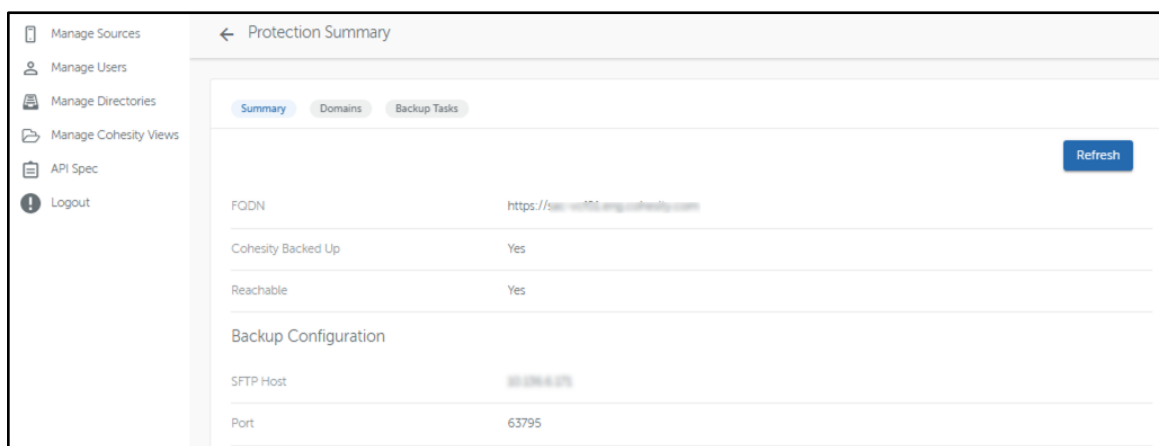 Manage Sources
Manage Users
Manage Directories
Manage Cohesity Views
API Spec
Logout
← Protection Summary
Summary Domains Backup Tasks
Refresh
FQDN https://
Cohesity Backed Up Yes
Reachable Yes
Backup Configuration
SFTP Host
Port 63795